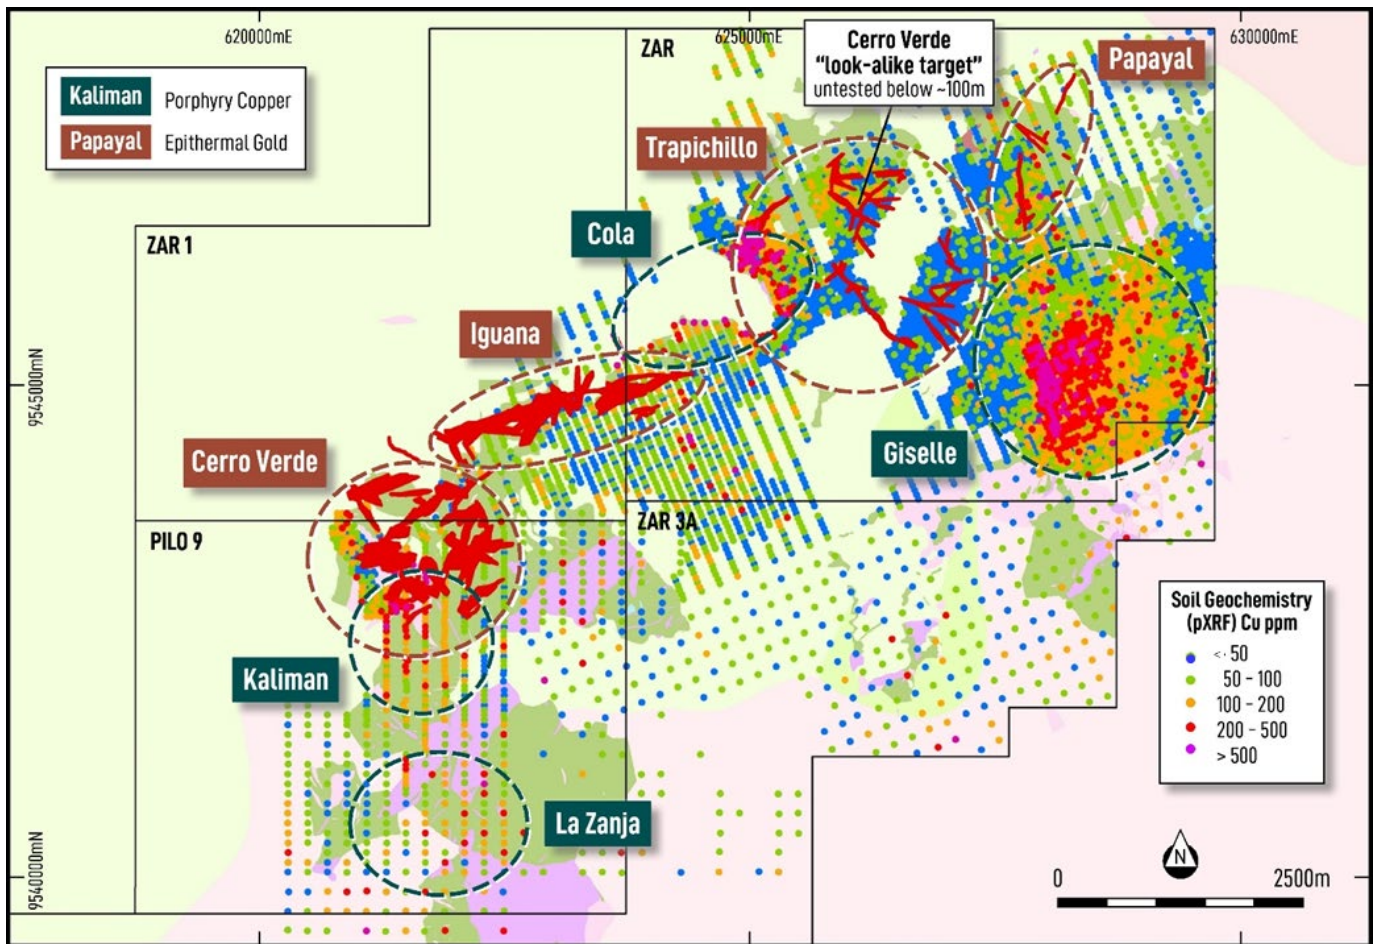 620000mE
625000mE
630000mE
Kaliman
Porphyry Copper
Papayal
Epithermal Gold
ZAR
Cerro Verde
“look-alike target”
untested below ~100m
Papayal
Trapichillo
Cola
ZAR 1
Iguana
9545000mN
Giselle
Cerro Verde
PILO 9
ZAR 3A
Soil Geochemistry
(pXRF) Cu ppm
< 50
50 - 100
100 - 200
200 - 500
> 500
Kaliman
La Zanja
9540000mN
N
0
2500m